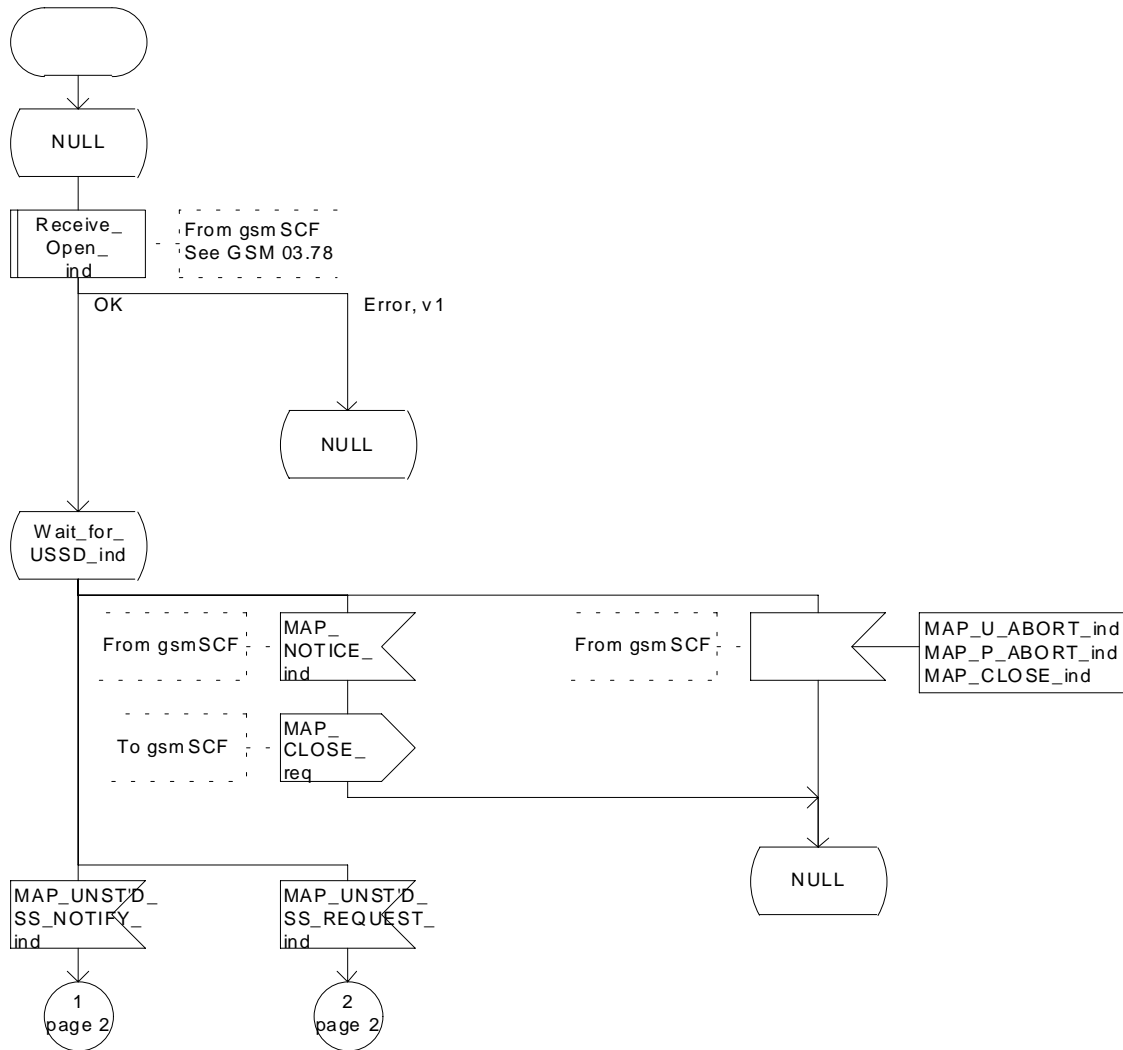 NULL
Receive_
Open_
ind
From gsmSCF
See GSM 03.78
OK
Error, v1
NULL
Wait_for_
USSD_ind
From gsmSCF
MAP_
NOTICE_
ind
From gsmSCF
MAP_U_ABORT_ind
MAP_P_ABORT_ind
MAP_CLOSE_ind
To gsmSCF
MAP_
CLOSE_
req
NULL
MAP_UNST'D_
SS_NOTIFY_
ind
MAP_UNST'D_
SS_REQUEST_
ind
1
page 2
2
page 2